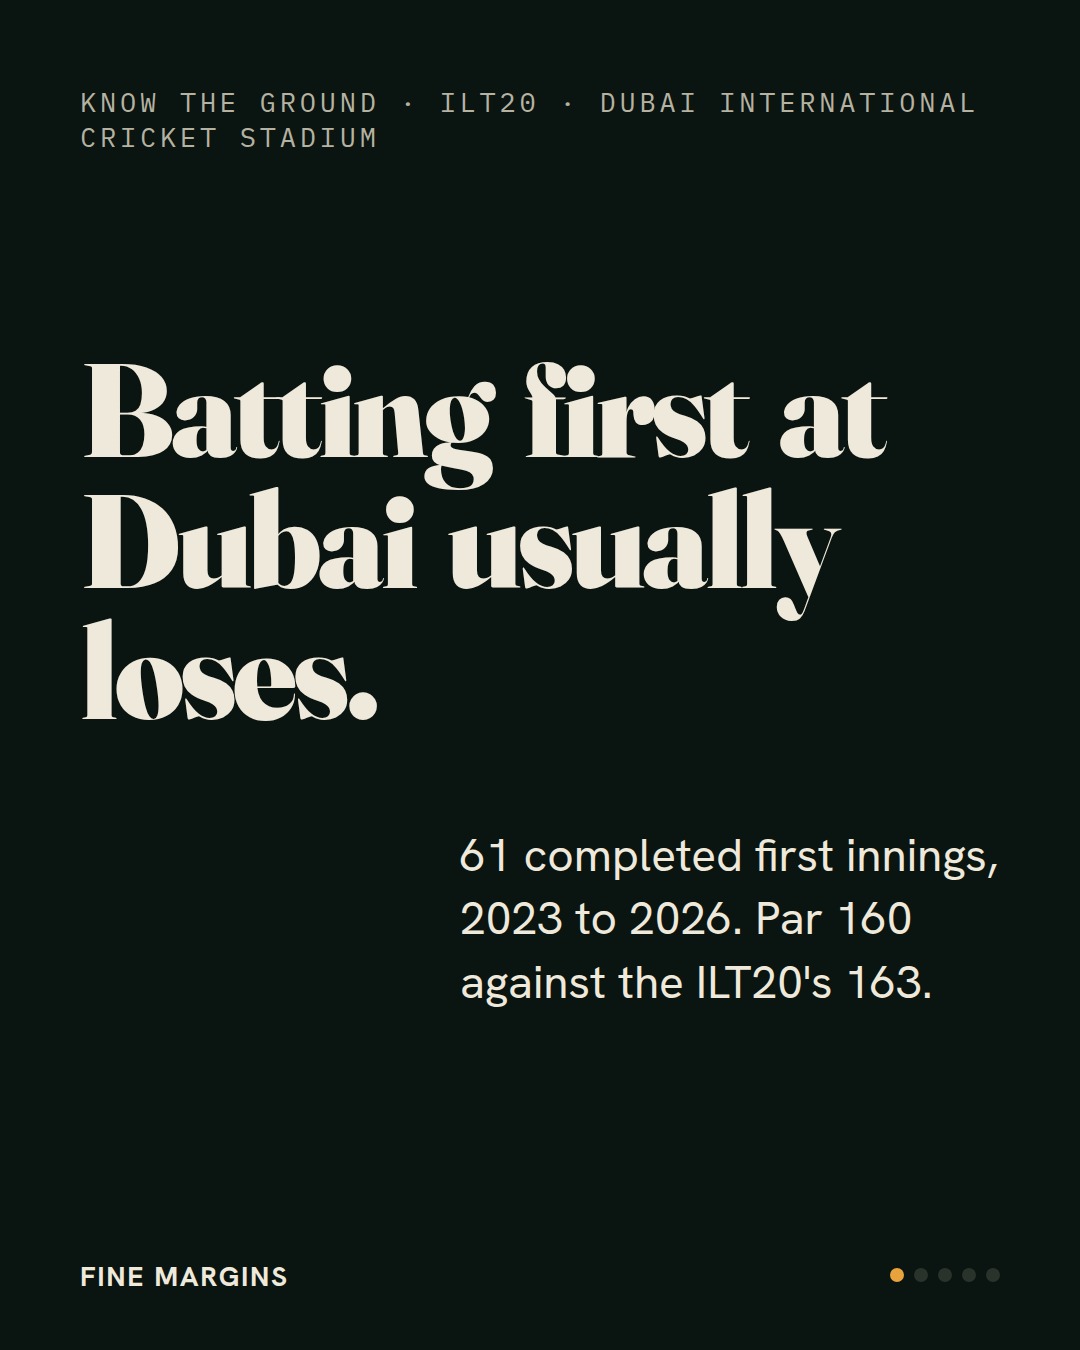 KNOW THE GROUND · ILT20 · DUBAI INTERNATIONAL
CRICKET STADIUM
Batting first at
Dubai usually
loses.
61 completed first innings,
2023 to 2026. Par 160
against the ILT20's 163.
FINE MARGINS